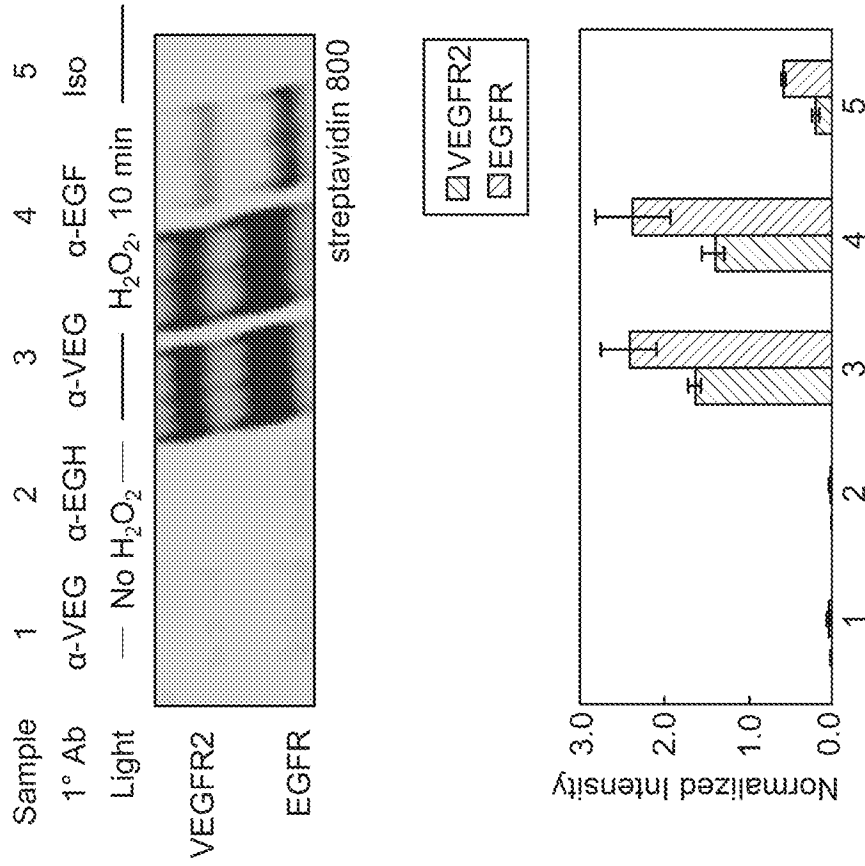 Sample 1 2 3 4 5
1° Ab α-VEG α-EGH α-VEG α-EGF Iso
Light — No H₂O₂ — — H₂O₂, 10 min —
VEGFR2
EGFR
streptavidin 800
VEGFR2
EGFR
Normalized Intensity
3.0
2.0
1.0
0.0
1 2 3 4 5